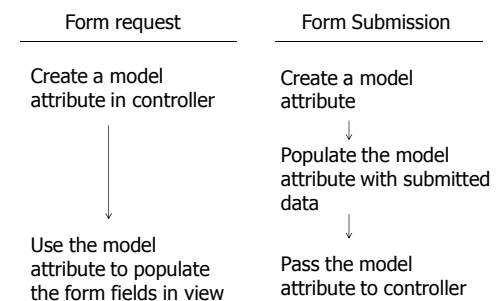 Form request
Create a model
attribute in controller
Use the model
attribute to populate
the form fields in view
Form Submission
Create a model
attribute
Populate the model
attribute with submitted
data
Pass the model
attribute to controller